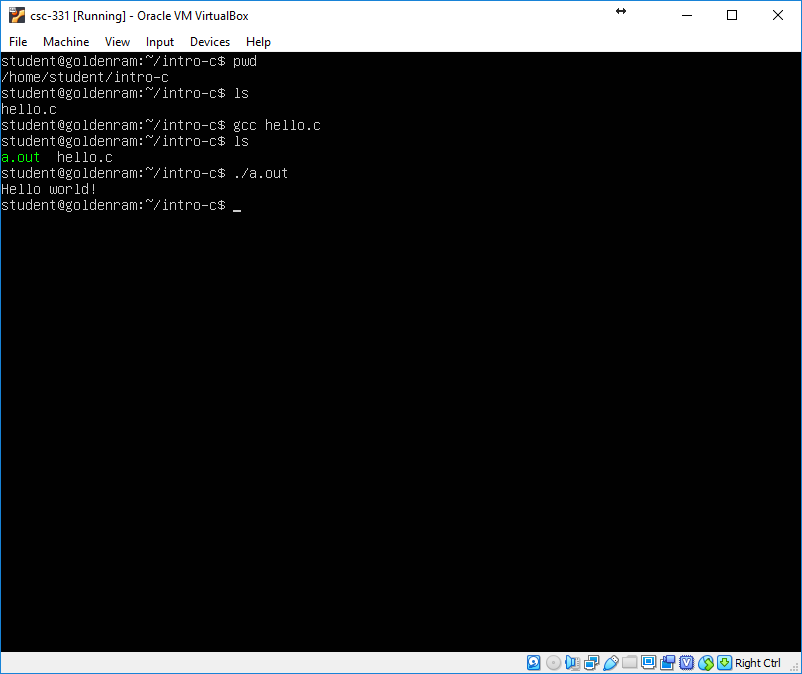 csc-331 [Running] - Oracle VM VirtualBox
File Machine View Input Devices Help
student@goldenram:~/intro-c$ pwd
/home/student/intro-c
student@goldenram:~/intro-c$ ls
hello.c
student@goldenram:~/intro-c$ gcc hello.c
student@goldenram:~/intro-c$ ls
a.out  hello.c
student@goldenram:~/intro-c$ ./a.out
Hello world!
student@goldenram:~/intro-c$ _
Right Ctrl